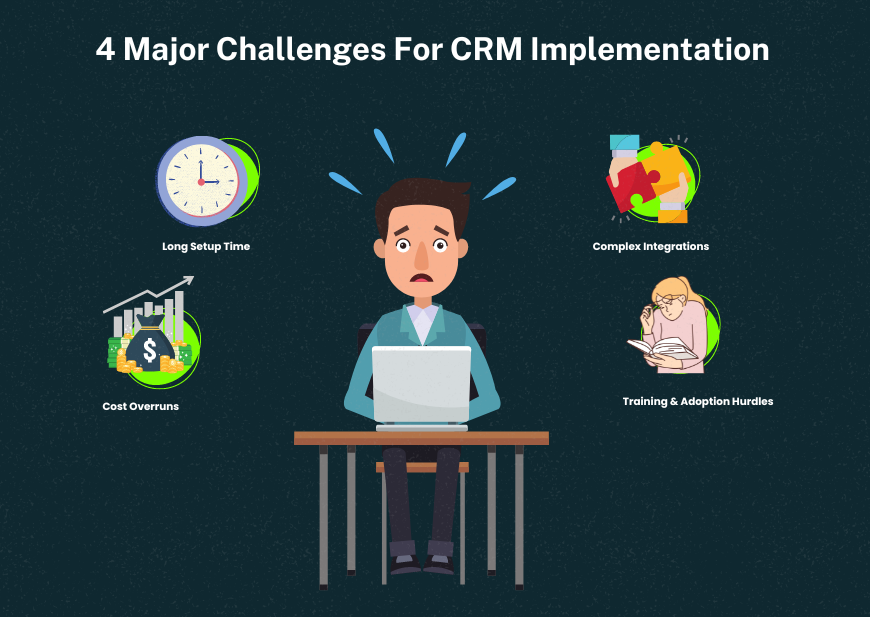 4 Major Challenges For CRM Implementation
Long Setup Time
Complex Integrations
$
Cost Overruns
Training & Adoption Hurdles